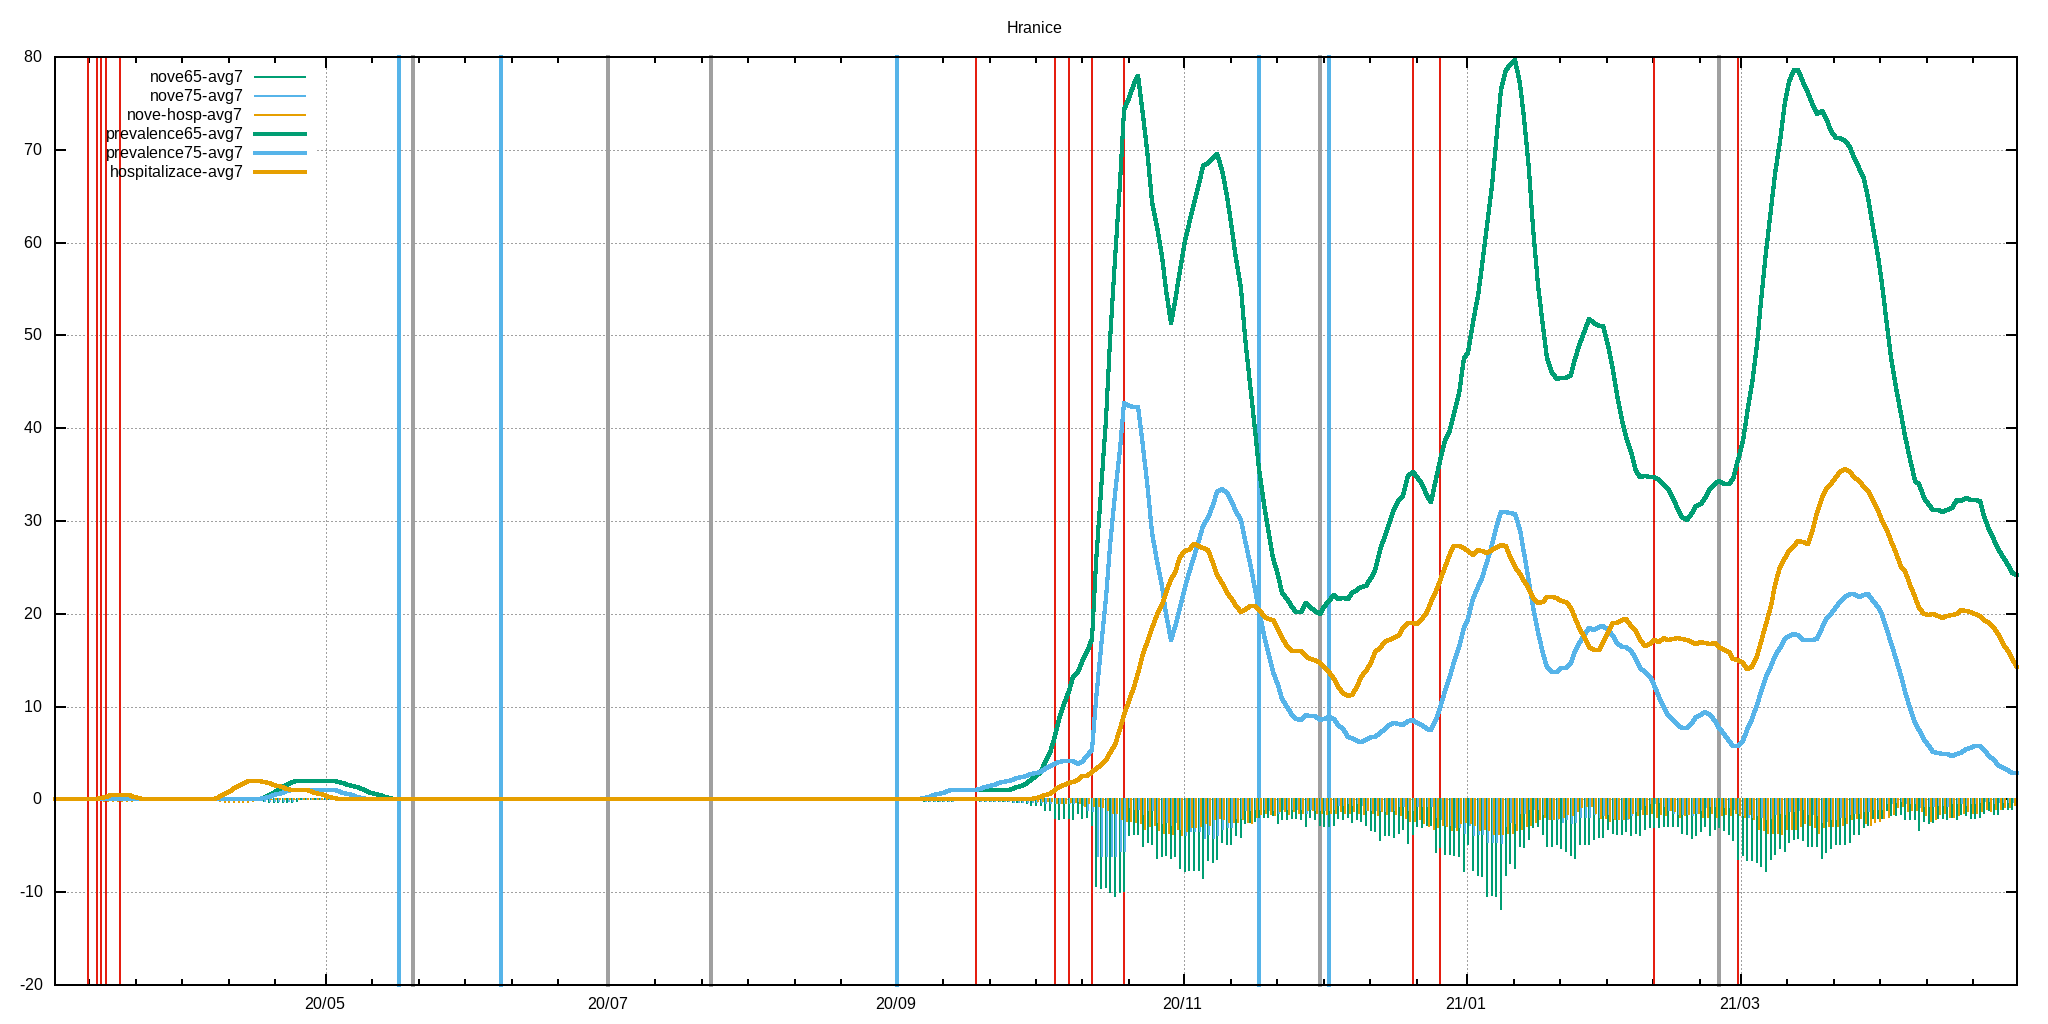 Hranice
80
70
60
50
40
30
20
10
0
-10
-20
nove65-avg7
nove75-avg7
nove-hosp-avg7
prevalence65-avg7
prevalence75-avg7
hospitalizace-avg7
20/05 20/07 20/09 20/11 21/01 21/03